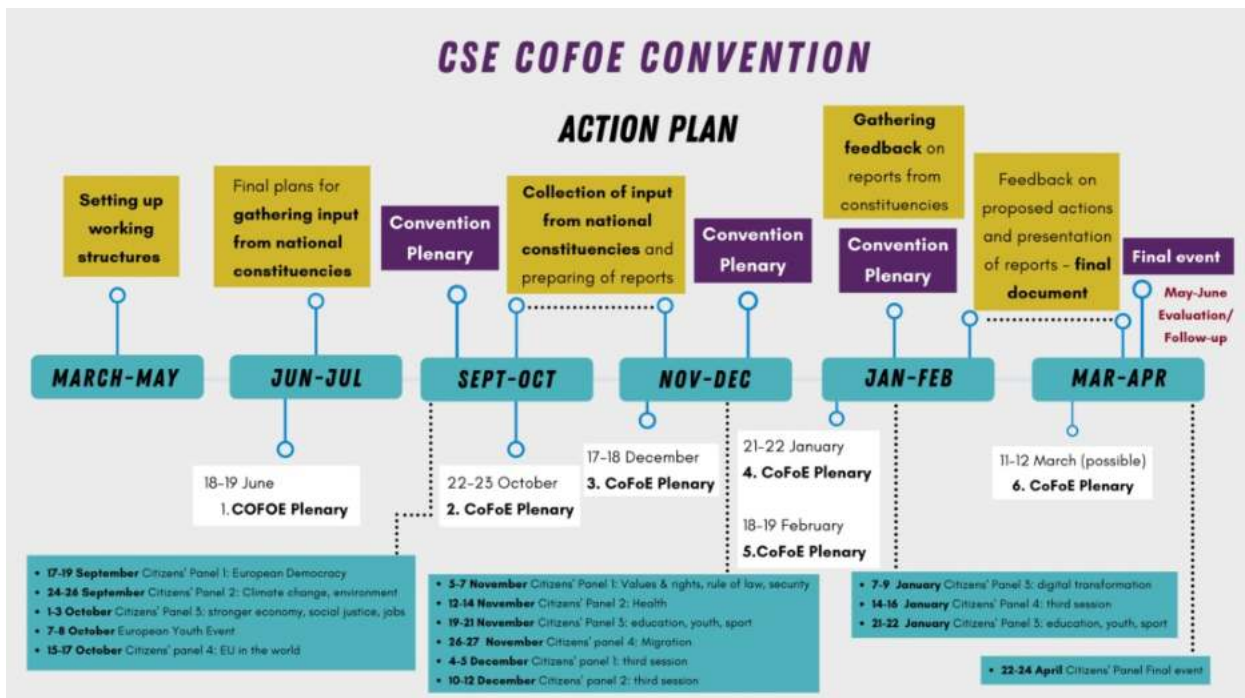 CSE COFOE CONVENTION
ACTION PLAN
Setting up
working
structures
Final plans for
gathering input
from national
constituencies
Convention
Plenary
Collection of input
from national
constituencies and
preparing of reports
Convention
Plenary
Gathering
feedback on
reports from
constituencies
Convention
Plenary
Feedback on
proposed actions
and presentation
of reports - final
document
Final event
May-June
Evaluation/
Follow-up
MARCH-MAY
JUN-JUL
SEPT-OCT
NOV-DEC
JAN-FEB
MAR-APR
18-19 June
1. COFOE Plenary
22-23 October
2. CoFoE Plenary
17-18 December
3. CoFoE Plenary
21-22 January
4. CoFoE Plenary
18-19 February
5.CoFoE Plenary
11-12 March (possible)
6. CoFoE Plenary
• 17-19 September Citizens' Panel 1: European Democracy
• 24-26 September Citizens' Panel 2: Climate change, environment
• 1-3 October Citizens' Panel 3: stronger economy, social justice, jobs
• 7-8 October European Youth Event
• 15-17 October Citizens' panel 4: EU in the world
• 5-7 November Citizens' Panel 1: Values & rights, rule of law, security
• 12-14 November Citizens' Panel 2: Health
• 19-21 November Citizens' Panel 3: education, youth, sport
• 26-27 November Citizens' panel 4: Migration
• 4-5 December Citizens' panel 1: third session
• 10-12 December Citizens' panel 2: third session
• 7-9 January Citizens' Panel 3: digital transformation
• 14-16 January Citizens' Panel 4: third session
• 21-22 January Citizens' Panel 3: education, youth, sport
• 22-24 April Citizens' Panel Final event